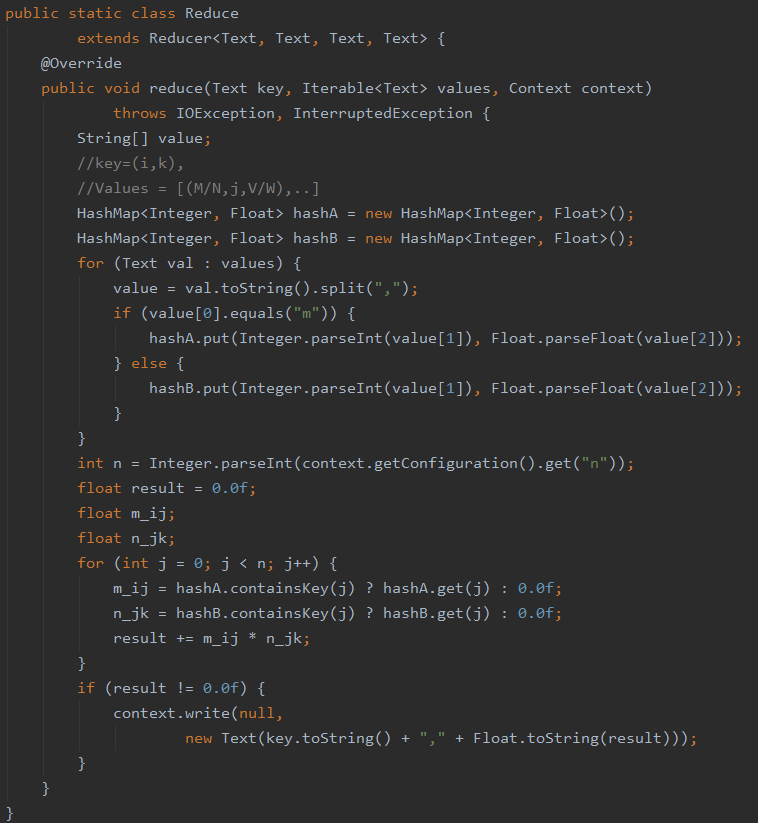 public static class Reduce
        extends Reducer<Text, Text, Text, Text> {
    @Override
    public void reduce(Text key, Iterable<Text> values, Context context)
            throws IOException, InterruptedException {
        String[] value;
        //key=(i,k),
        //Values = [(M/N,j,V/W),..]
        HashMap<Integer, Float> hashA = new HashMap<Integer, Float>();
        HashMap<Integer, Float> hashB = new HashMap<Integer, Float>();
        for (Text val : values) {
            value = val.toString().split(",");
            if (value[0].equals("m")) {
                hashA.put(Integer.parseInt(value[1]), Float.parseFloat(value[2]));
            } else {
                hashB.put(Integer.parseInt(value[1]), Float.parseFloat(value[2]));
            }
        }
        int n = Integer.parseInt(context.getConfiguration().get("n"));
        float result = 0.0f;
        float m_ij;
        float n_jk;
        for (int j = 0; j < n; j++) {
            m_ij = hashA.containsKey(j) ? hashA.get(j) : 0.0f;
            n_jk = hashB.containsKey(j) ? hashB.get(j) : 0.0f;
            result += m_ij * n_jk;
        }
        if (result != 0.0f) {
            context.write(null,
                    new Text(key.toString() + "," + Float.toString(result)));
        }
    }
}